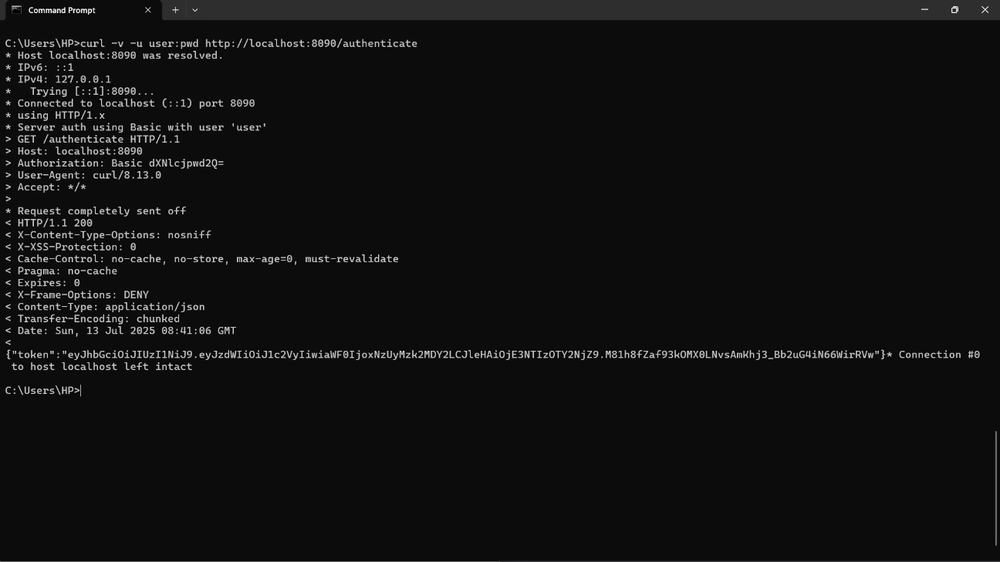 Command Prompt
C:\Users\HP>curl -v -u user:pwd http://localhost:8090/authenticate
* Host localhost:8090 was resolved.
* IPv6: ::1
* IPv4: 127.0.0.1
*   Trying [::1]:8090...
* Connected to localhost (::1) port 8090
* using HTTP/1.x
* Server auth using Basic with user 'user'
> GET /authenticate HTTP/1.1
> Host: localhost:8090
> Authorization: Basic dXNlcjpwd2Q=
> User-Agent: curl/8.13.0
> Accept: */*
>
* Request completely sent off
< HTTP/1.1 200
< X-Content-Type-Options: nosniff
< X-XSS-Protection: 0
< Cache-Control: no-cache, no-store, max-age=0, must-revalidate
< Pragma: no-cache
< Expires: 0
< X-Frame-Options: DENY
< Content-Type: application/json
< Transfer-Encoding: chunked
< Date: Sun, 13 Jul 2025 08:41:06 GMT
<
{"token":"eyJhbGciOiJIUzI1NiJ9.eyJzdWIiOiJ1c2VyIiwiaWF0IjoxNzUyMzk2MDY2LCJleHAiOjE3NTIzOTY2NjZ9.M81h8fZaf93kOMX0LNvsAmKhj3_Bb2uG4iN66WirRVw"}* Connection #0
 to host localhost left intact
C:\Users\HP>